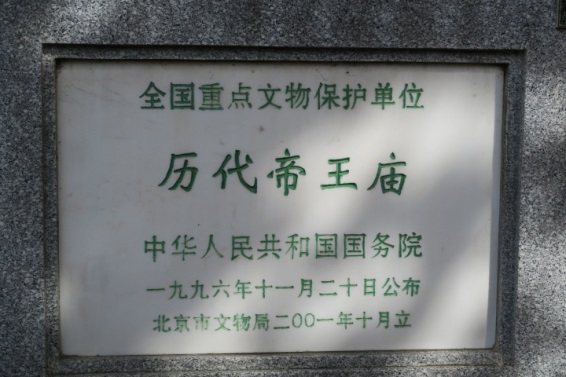 全国重点文物保护单位
历代帝王庙
中华人民共和国国务院
一九九六年十一月二十日公布
北京市文物局二〇〇一年十月立